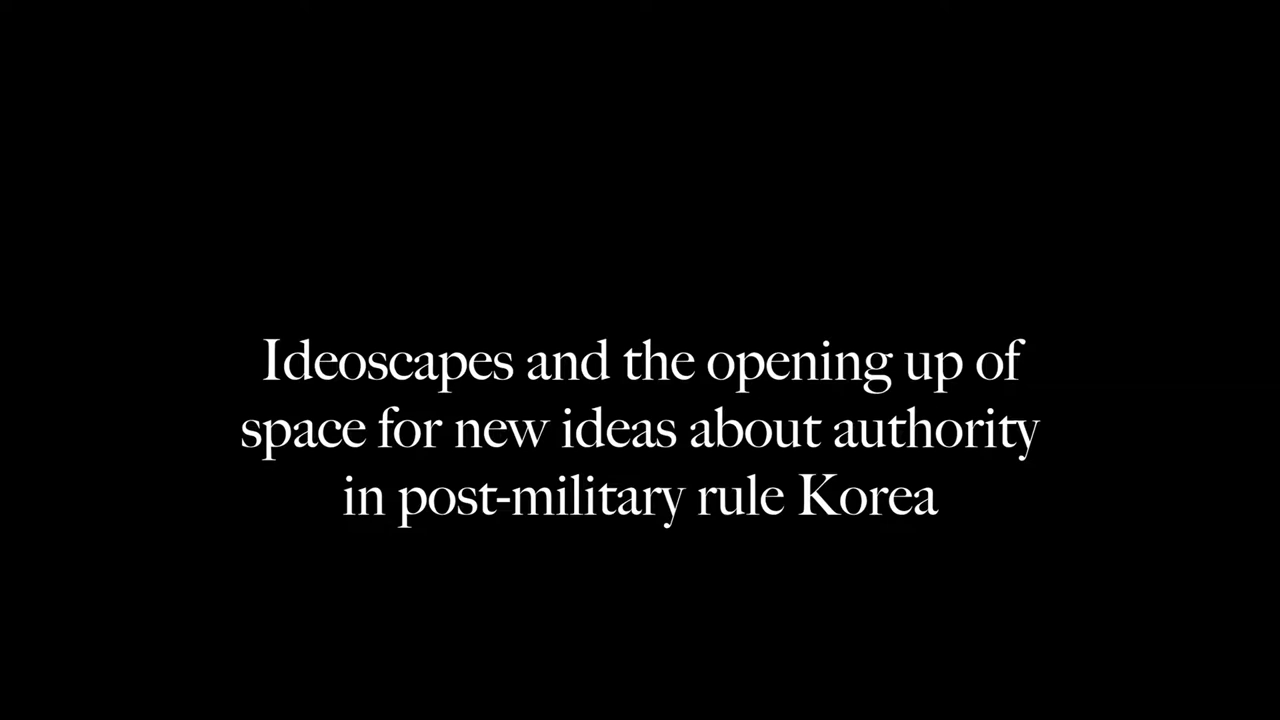 Ideoscapes and the opening up of
space for new ideas about authority
in post-military rule Korea